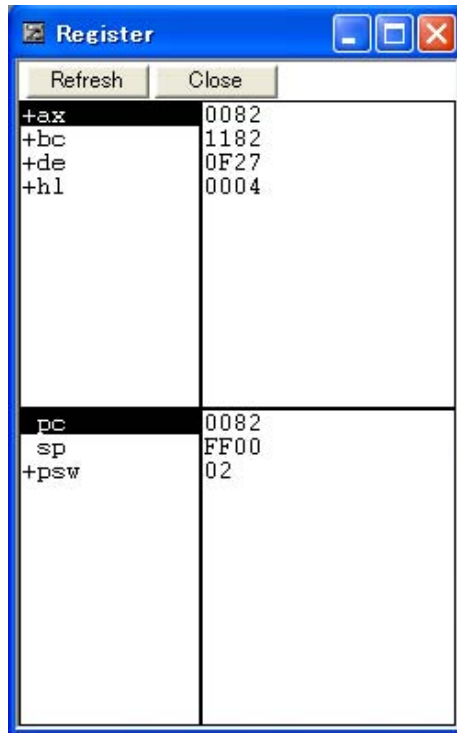 Register
Refresh Close
+ax 0082
+bc 1182
+de 0F27
+hl 0004
pc 0082
sp FF00
+psw 02